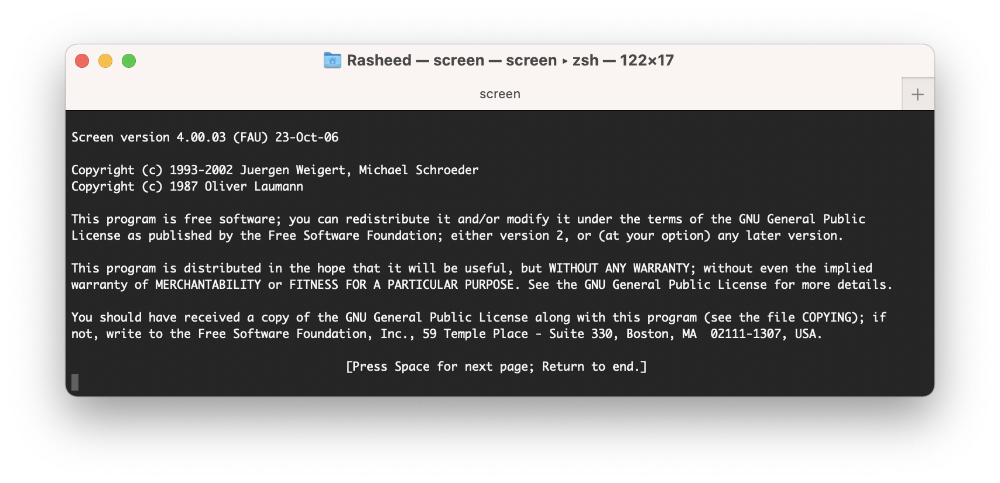 Rasheed — screen — screen ▸ zsh — 122×17
screen
Screen version 4.00.03 (FAU) 23-Oct-06
Copyright (c) 1993-2002 Juergen Weigert, Michael Schroeder
Copyright (c) 1987 Oliver Laumann
This program is free software; you can redistribute it and/or modify it under the terms of the GNU General Public
License as published by the Free Software Foundation; either version 2, or (at your option) any later version.
This program is distributed in the hope that it will be useful, but WITHOUT ANY WARRANTY; without even the implied
warranty of MERCHANTABILITY or FITNESS FOR A PARTICULAR PURPOSE. See the GNU General Public License for more details.
You should have received a copy of the GNU General Public License along with this program (see the file COPYING); if
not, write to the Free Software Foundation, Inc., 59 Temple Place - Suite 330, Boston, MA  02111-1307, USA.
[Press Space for next page; Return to end.]